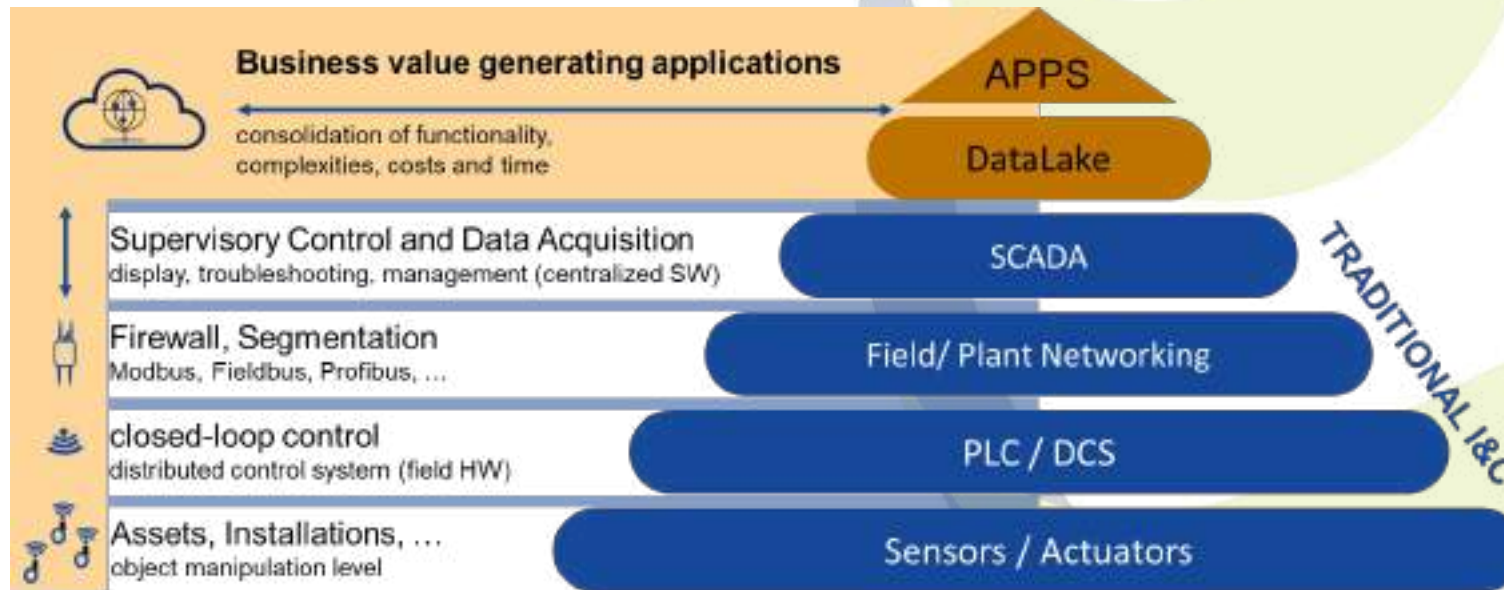 Business value generating applications
APPS
consolidation of functionality,
complexities, costs and time
DataLake
Supervisory Control and Data Acquisition
display, troubleshooting, management (centralized SW)
SCADA
Firewall, Segmentation
Modbus, Fieldbus, Profibus, ...
Field/ Plant Networking
closed-loop control
distributed control system (field HW)
PLC / DCS
Assets, Installations, ...
object manipulation level
Sensors / Actuators
TRADITIONAL I&C